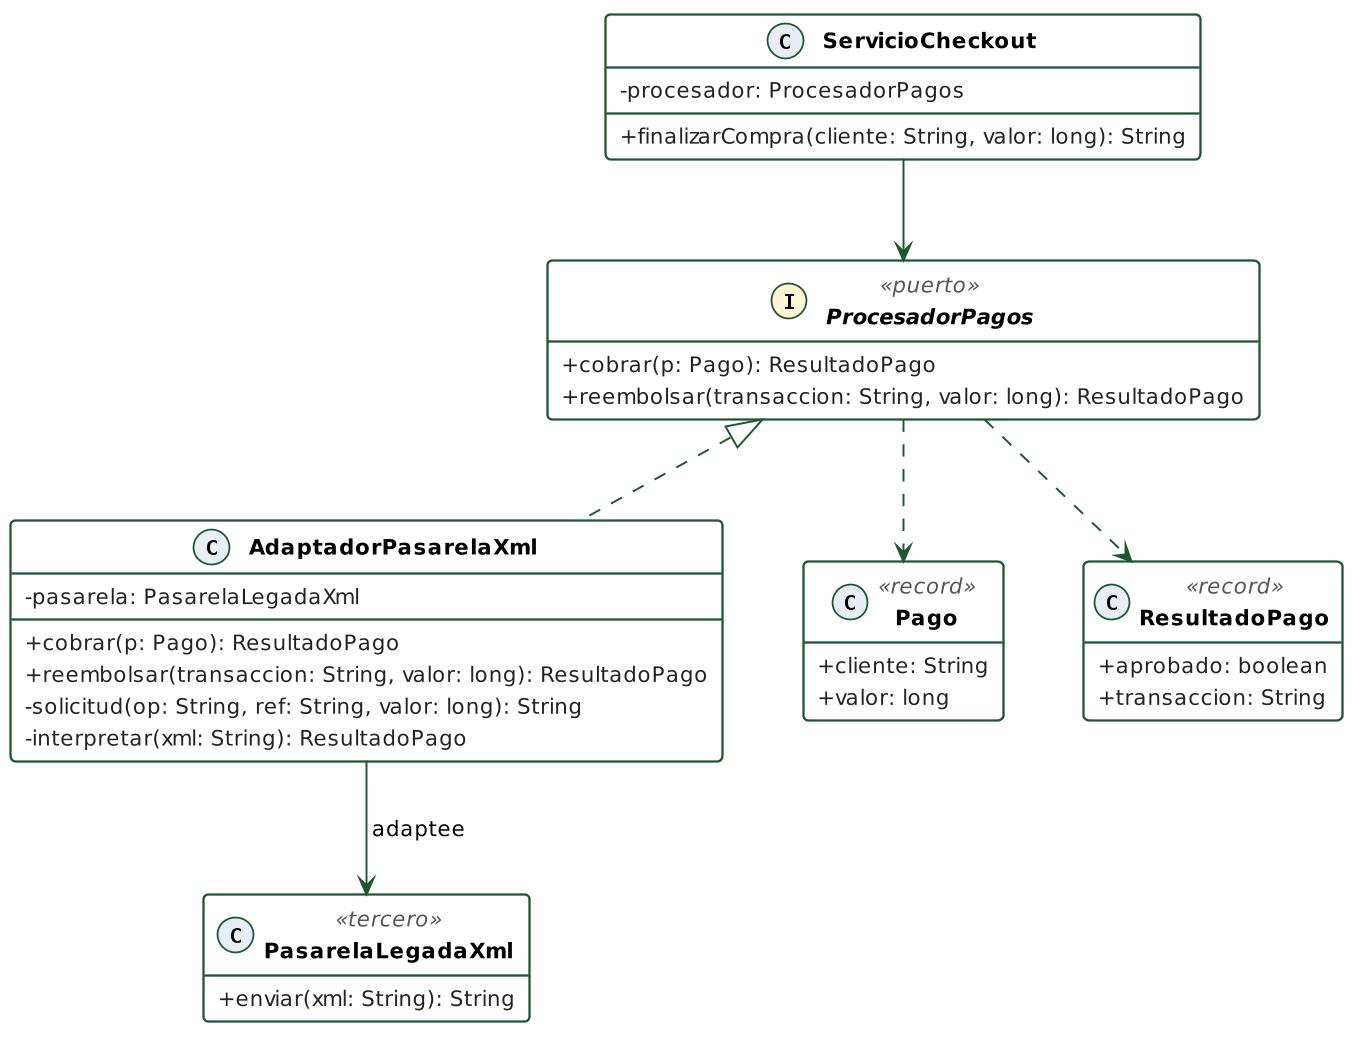 C ServicioCheckout
-procesador: ProcesadorPagos
+finalizarCompra(cliente: String, valor: long): String
«puerto»
I ProcesadorPagos
+cobrar(p: Pago): ResultadoPago
+reembolsar(transaccion: String, valor: long): ResultadoPago
C AdaptadorPasarelaXml
-pasarela: PasarelaLegadaXml
+cobrar(p: Pago): ResultadoPago
+reembolsar(transaccion: String, valor: long): ResultadoPago
-solicitud(op: String, ref: String, valor: long): String
-interpretar(xml: String): ResultadoPago
«record»
C Pago
+cliente: String
+valor: long
«record»
C ResultadoPago
+aprobado: boolean
+transaccion: String
adaptee
«tercero»
C PasarelaLegadaXml
+enviar(xml: String): String